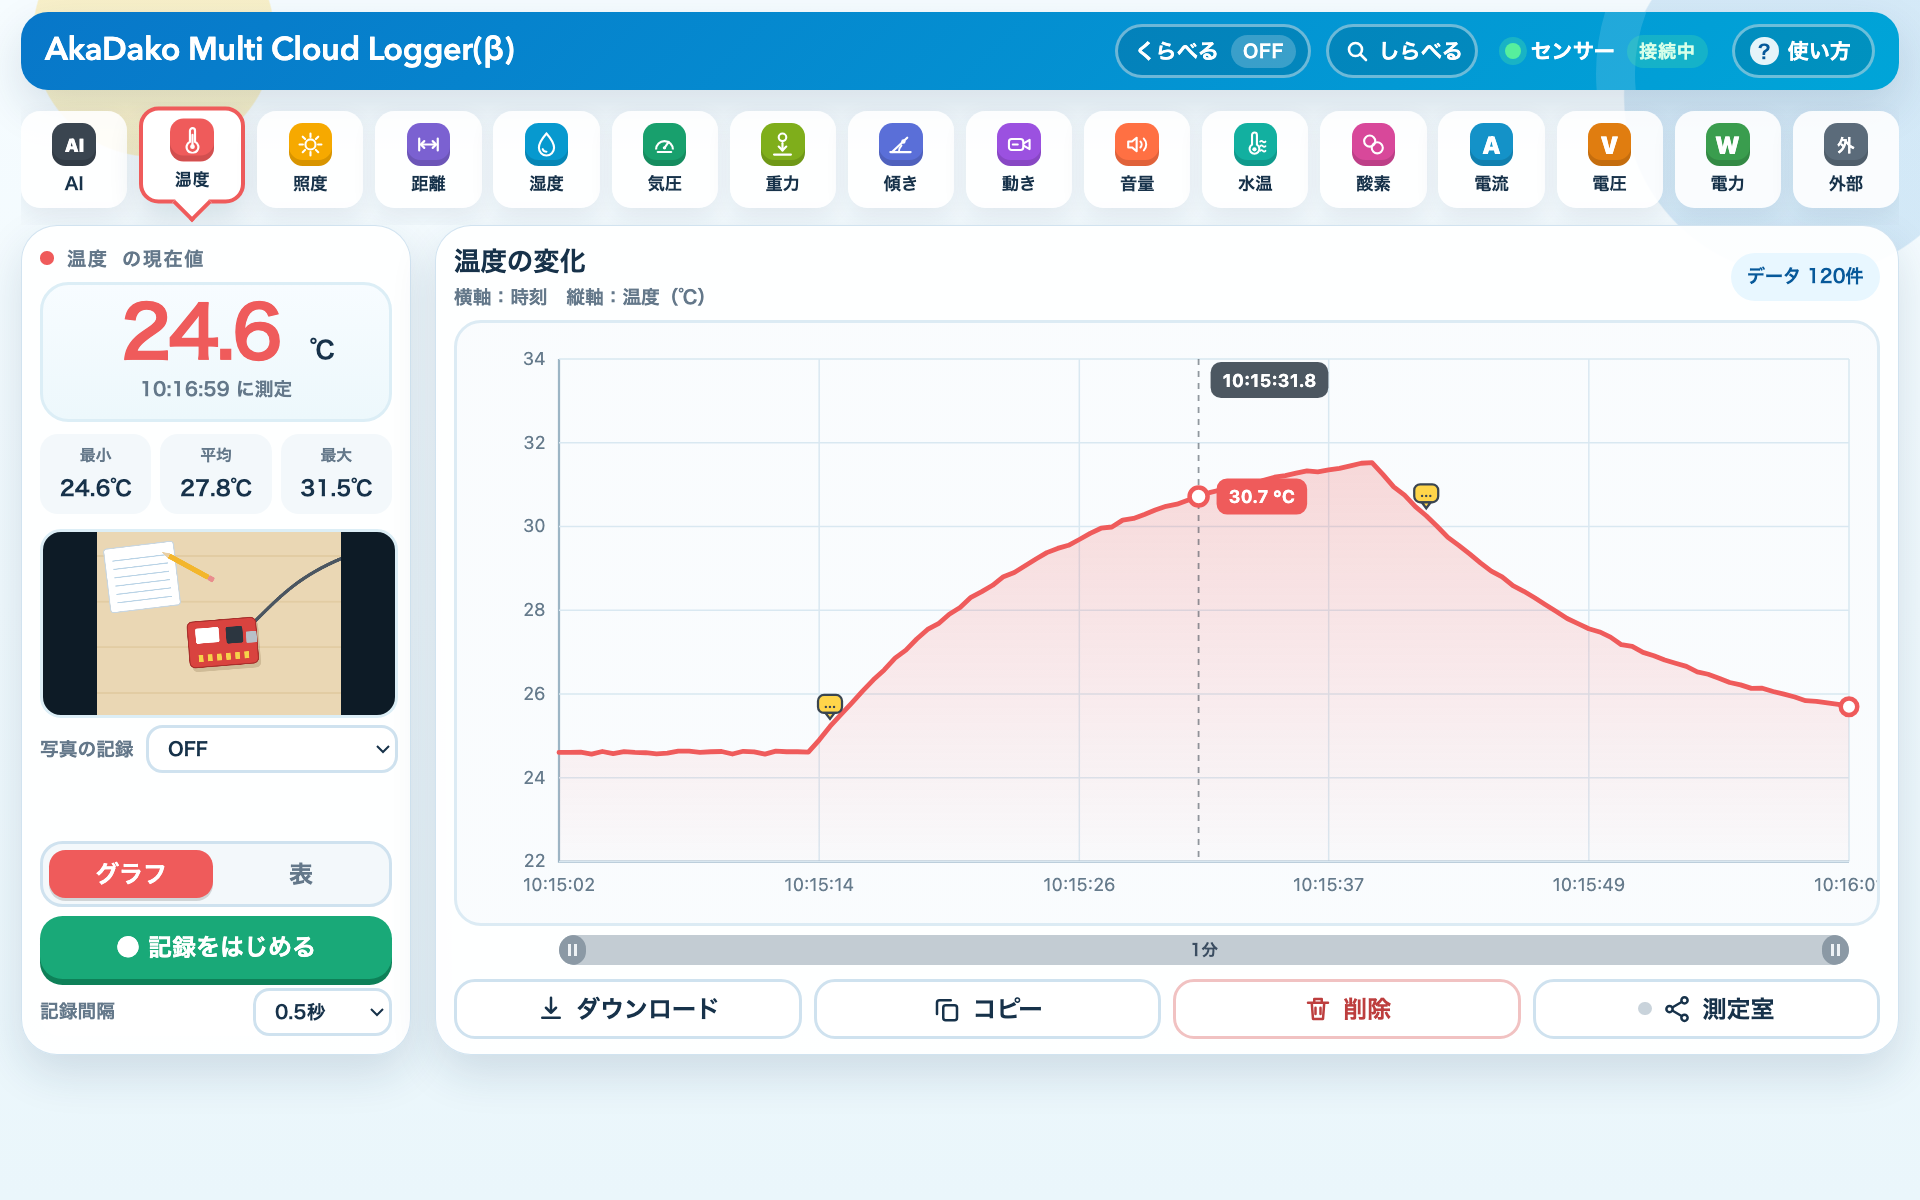 AkaDako Multi Cloud Logger(β)
くらべる OFF
しらべる
センサー 接続中
? 使い方
AI AI
温度
照度
距離
湿度
気圧
重力
傾き
動き
音量
水温
酸素
A 電流
V 電圧
W 電力
外 外部
温度 の現在値
24.6 ℃
10:16:59 に測定
最小 24.6℃
平均 27.8℃
最大 31.5℃
写真の記録 OFF
グラフ 表
記録をはじめる
記録間隔 0.5秒
温度の変化
横軸：時刻 縦軸：温度（℃）
データ 120件
34
32
30
28
26
24
22
10:15:31.8
30.7 °C
10:15:02 10:15:14 10:15:26 10:15:37 10:15:49 10:16:0
1分
ダウンロード コピー 削除 測定室